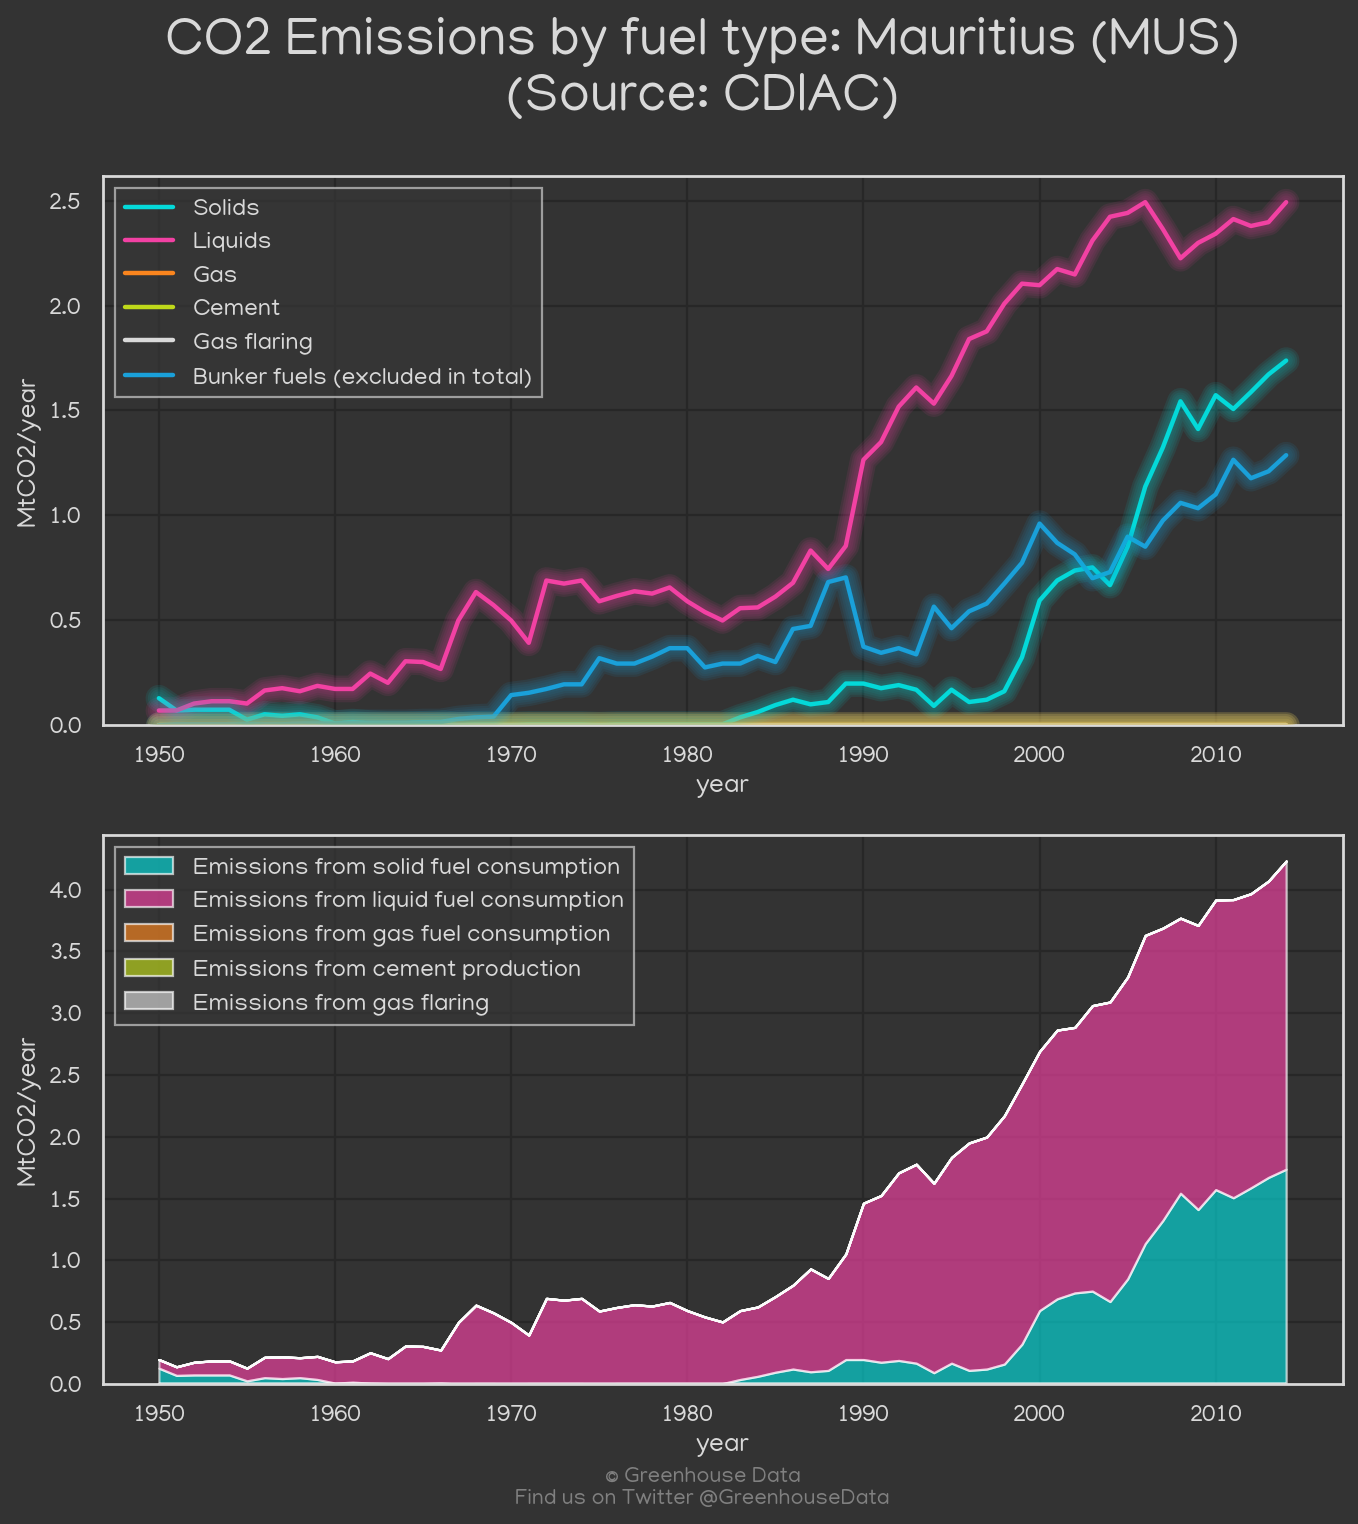 CO2 Emissions by fuel type: Mauritius (MUS)
(Source: CDIAC)
2.5
2.0
1.5
1.0
0.5
0.0
MtCO2/year
Solids
Liquids
Gas
Cement
Gas flaring
Bunker fuels (excluded in total)
1950 1960 1970 1980 1990 2000 2010
year
4.0
3.5
3.0
2.5
2.0
1.5
1.0
0.5
0.0
MtCO2/year
Emissions from solid fuel consumption
Emissions from liquid fuel consumption
Emissions from gas fuel consumption
Emissions from cement production
Emissions from gas flaring
1950 1960 1970 1980 1990 2000 2010
year
© Greenhouse Data
Find us on Twitter @GreenhouseData